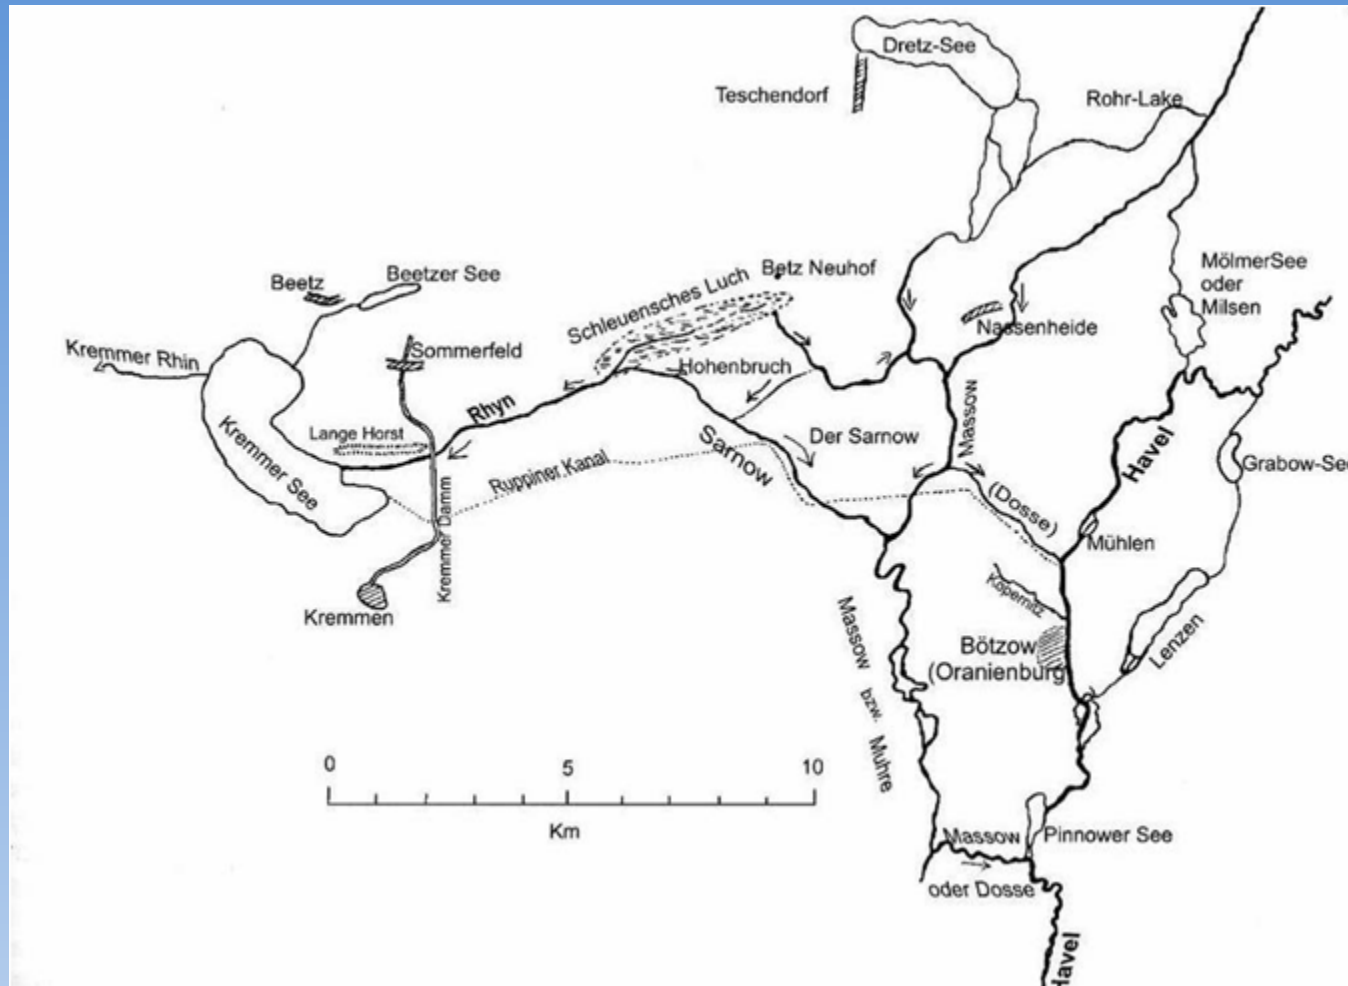 Dretz-See
Teschendorf
Rohr-Lake
Betz Neuhof
Beetzer See
Beetz
Schleuensches Luch
MölmerSee
oder
Milsen
Nassenheide
Kremmer Rhin
Sommerfeld
Hohenbruch
Rhyn
Lange Horst
Kremmer See
Sarnow
Der Sarnow
Massow
Havel
Grabow-See
Ruppiner Kanal
(Dosse)
Mühlen
Kremmer Damm
Kopernitz
Kremmen
Bötzow
(Oranienburg
Lenzen
Massow bzw. Muhre
0 5 10
Km
Massow
Pinnower See
oder Dosse
Havel